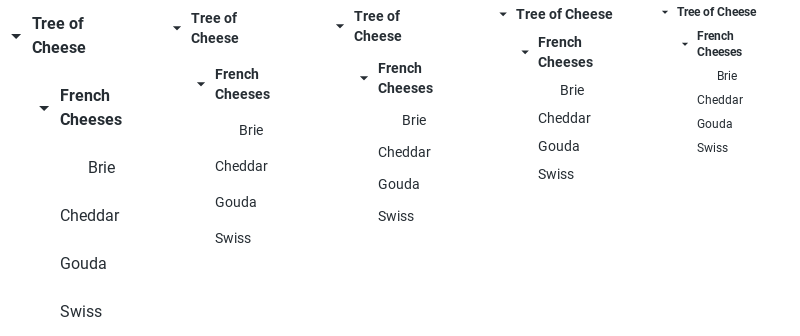 Tree of
Cheese
French
Cheeses
Brie
Cheddar
Gouda
Swiss
Tree of
Cheese
French
Cheeses
Brie
Cheddar
Gouda
Swiss
Tree of
Cheese
French
Cheeses
Brie
Cheddar
Gouda
Swiss
Tree of Cheese
French
Cheeses
Brie
Cheddar
Gouda
Swiss
Tree of Cheese
French
Cheeses
Brie
Cheddar
Gouda
Swiss